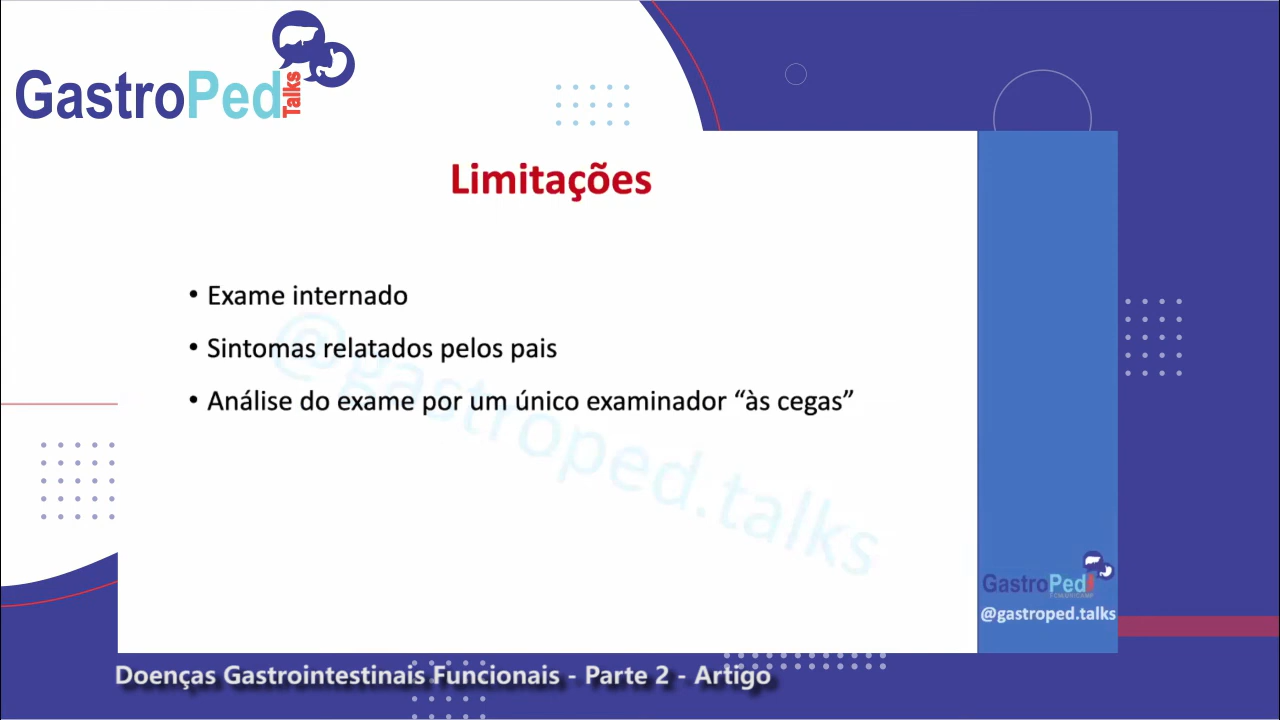 GastroPed
Talks
Limitações
• Exame internado
• Sintomas relatados pelos pais
• Análise do exame por um único examinador “às cegas”
@gastroped.talks
GastroPed
@gastroped.talks
Doenças Gastrointestinais Funcionais - Parte 2 - Artigo